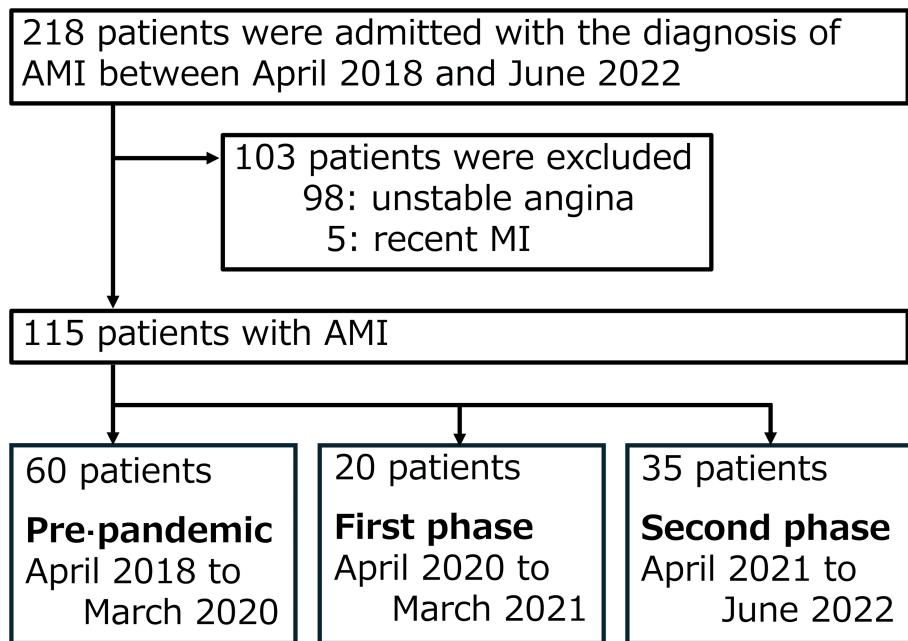 218 patients were admitted with the diagnosis of
AMI between April 2018 and June 2022
103 patients were excluded
98: unstable angina
5: recent MI
115 patients with AMI
60 patients
Pre-pandemic
April 2018 to
March 2020
20 patients
First phase
April 2020 to
March 2021
35 patients
Second phase
April 2021 to
June 2022